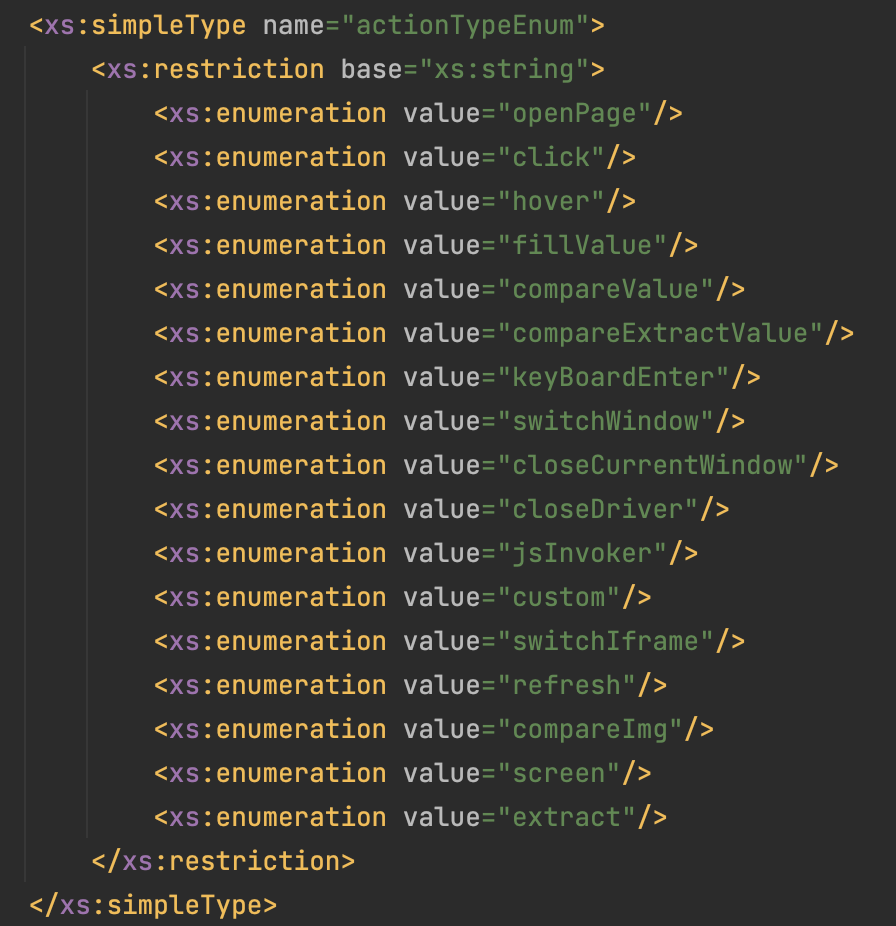 <xs:simpleType name="actionTypeEnum">
<xs:restriction base="xs:string">
<xs:enumeration value="openPage"/>
<xs:enumeration value="click"/>
<xs:enumeration value="hover"/>
<xs:enumeration value="fillValue"/>
<xs:enumeration value="compareValue"/>
<xs:enumeration value="compareExtractValue"/>
<xs:enumeration value="keyBoardEnter"/>
<xs:enumeration value="switchWindow"/>
<xs:enumeration value="closeCurrentWindow"/>
<xs:enumeration value="closeDriver"/>
<xs:enumeration value="jsInvoker"/>
<xs:enumeration value="custom"/>
<xs:enumeration value="switchIframe"/>
<xs:enumeration value="refresh"/>
<xs:enumeration value="compareImg"/>
<xs:enumeration value="screen"/>
<xs:enumeration value="extract"/>
</xs:restriction>
</xs:simpleType>